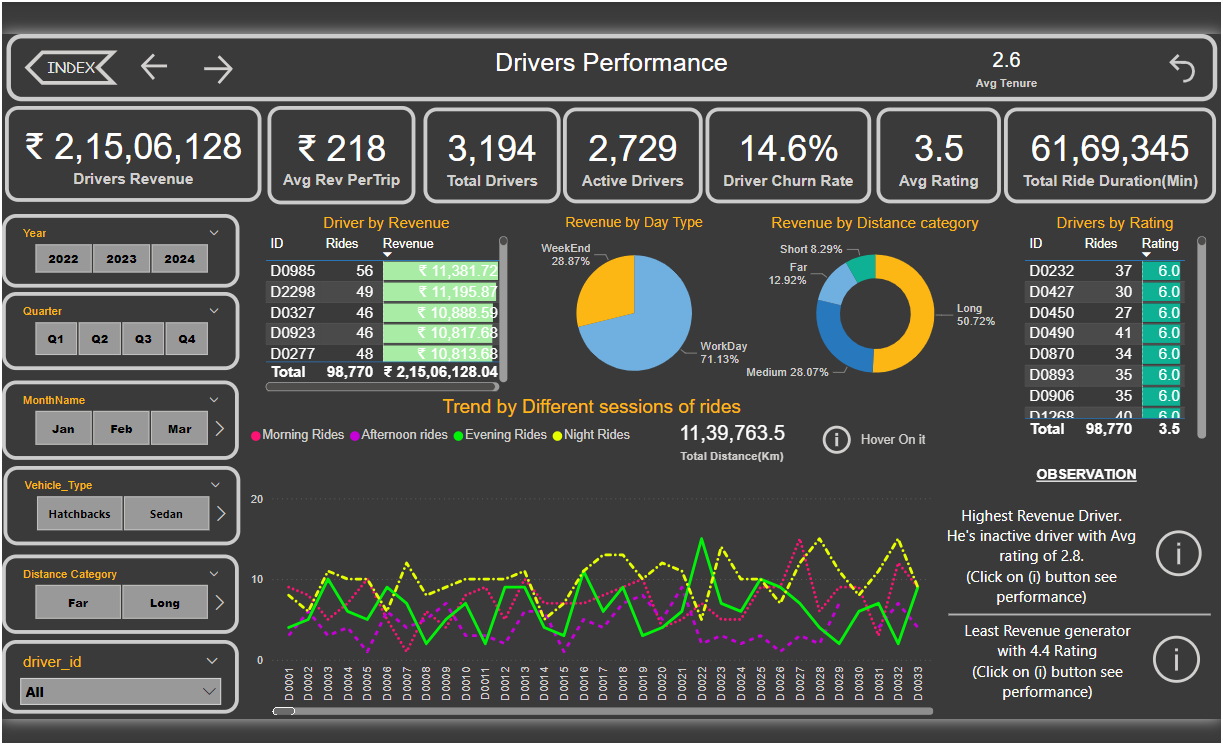 INDEX
Drivers Performance
2.6
Avg Tenure
₹ 2,15,06,128
Drivers Revenue
₹ 218
Avg Rev PerTrip
3,194
Total Drivers
2,729
Active Drivers
14.6%
Driver Churn Rate
3.5
Avg Rating
61,69,345
Total Ride Duration(Min)
Year
2022 2023 2024
Quarter
Q1 Q2 Q3 Q4
MonthName
Jan Feb Mar
Vehicle_Type
Hatchbacks Sedan
Distance Category
Far Long
driver_id
All
Driver by Revenue
ID Rides Revenue
D0985 56 ₹ 11,381.72
D2298 49 ₹ 11,195.87
D0327 46 ₹ 10,888.59
D0923 46 ₹ 10,817.68
D0277 48 ₹ 10,813.68
Total 98,770 ₹ 2,15,06,128.04
Revenue by Day Type
WeekEnd
28.87%
WorkDay
71.13%
Revenue by Distance category
Short 8.29%
Far
12.92%
Long
50.72%
Medium 28.07%
Drivers by Rating
ID Rides Rating
D0232 37 6.0
D0427 30 6.0
D0450 27 6.0
D0490 41 6.0
D0870 34 6.0
D0893 35 6.0
D0906 35 6.0
D1268 40 6.0
Total 98,770 3.5
Trend by Different sessions of rides
Morning Rides Afternoon rides Evening Rides Night Rides
11,39,763.5
Total Distance(Km)
i
Hover On it
20
10
0
D0001
D0002
D0003
D0004
D0005
D0006
D0007
D0008
D0009
D0010
D0011
D0012
D0013
D0014
D0015
D0016
D0017
D0018
D0019
D0020
D0021
D0022
D0023
D0024
D0025
D0026
D0027
D0028
D0029
D0030
D0031
D0032
D0033
OBSERVATION
Highest Revenue Driver.
He's inactive driver with Avg
rating of 2.8.
(Click on (i) button see
performance)
i
Least Revenue generator
with 4.4 Rating
(Click on (i) button see
performance)
i